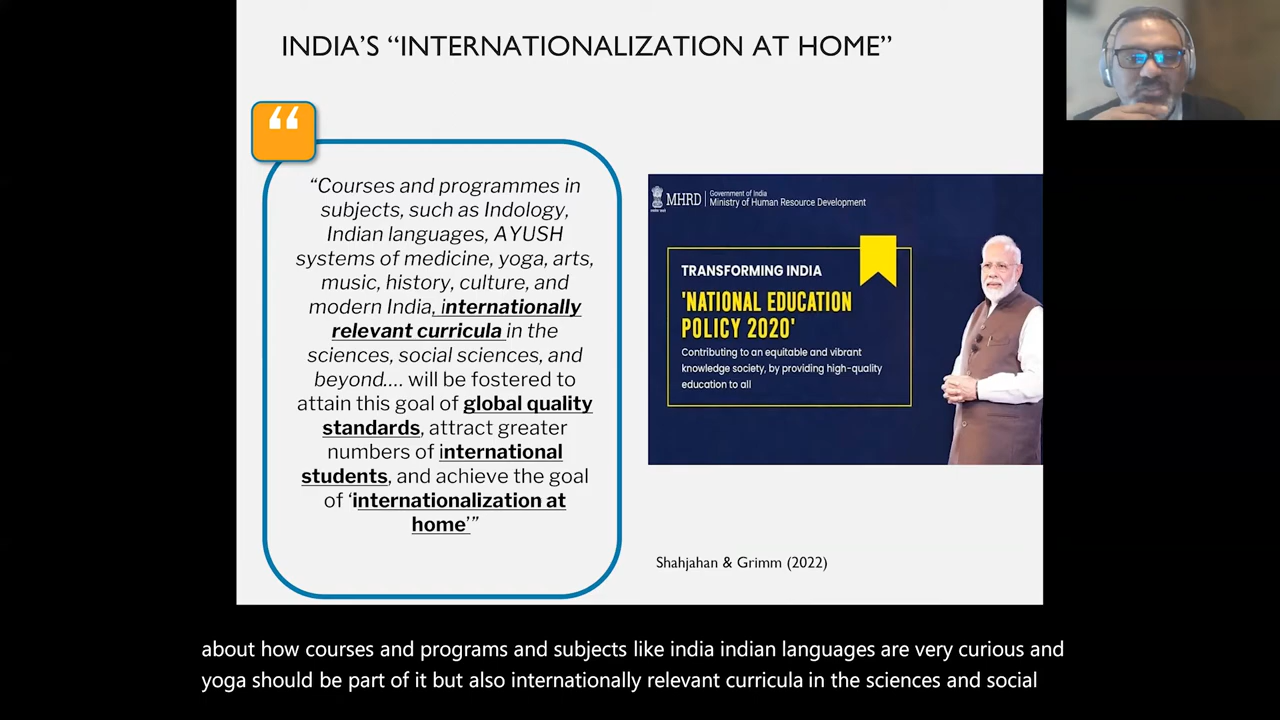 INDIA'S “INTERNATIONALIZATION AT HOME”
“
“Courses and programmes in
subjects, such as Indology,
Indian languages, AYUSH
systems of medicine, yoga, arts,
music, history, culture, and
modern India, internationally
relevant curricula in the
sciences, social sciences, and
beyond…. will be fostered to
attain this goal of global quality
standards, attract greater
numbers of international
students, and achieve the goal
of ‘internationalization at
home’”
MHRD
Government of India
Ministry of Human Resource Development
TRANSFORMING INDIA
'NATIONAL EDUCATION
POLICY 2020'
Contributing to an equitable and vibrant
knowledge society, by providing high-quality
education to all
Shahjahan & Grimm (2022)
about how courses and programs and subjects like india indian languages are very curious and
yoga should be part of it but also internationally relevant curricula in the sciences and social